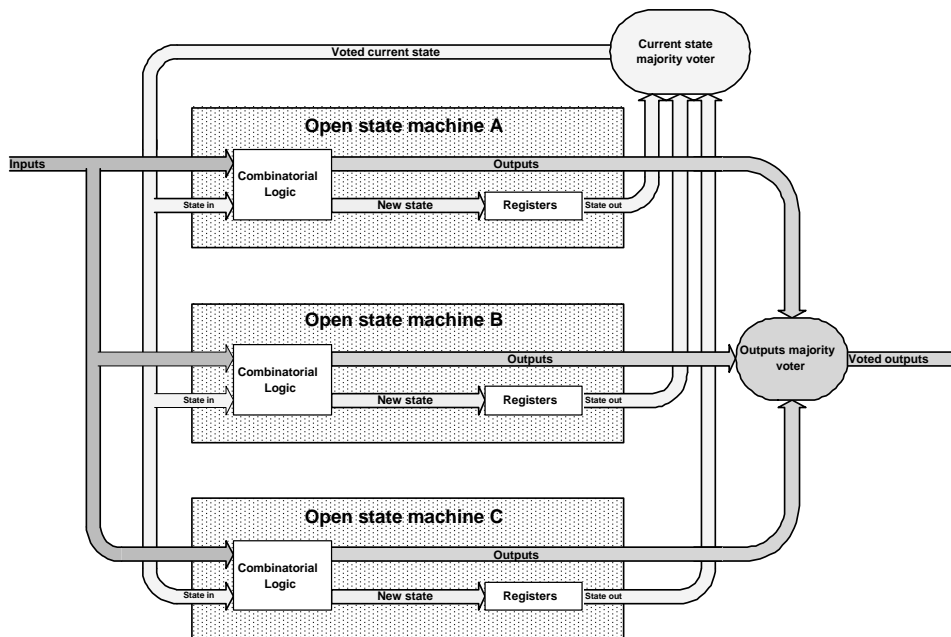 Voted current state
Current state
majority voter
Open state machine A
Inputs
Combinatorial
Logic
Outputs
State in
New state
Registers
State out
Open state machine B
Combinatorial
Logic
Outputs
State in
New state
Registers
State out
Outputs majority
voter
Voted outputs
Open state machine C
Combinatorial
Logic
Outputs
State in
New state
Registers
State out